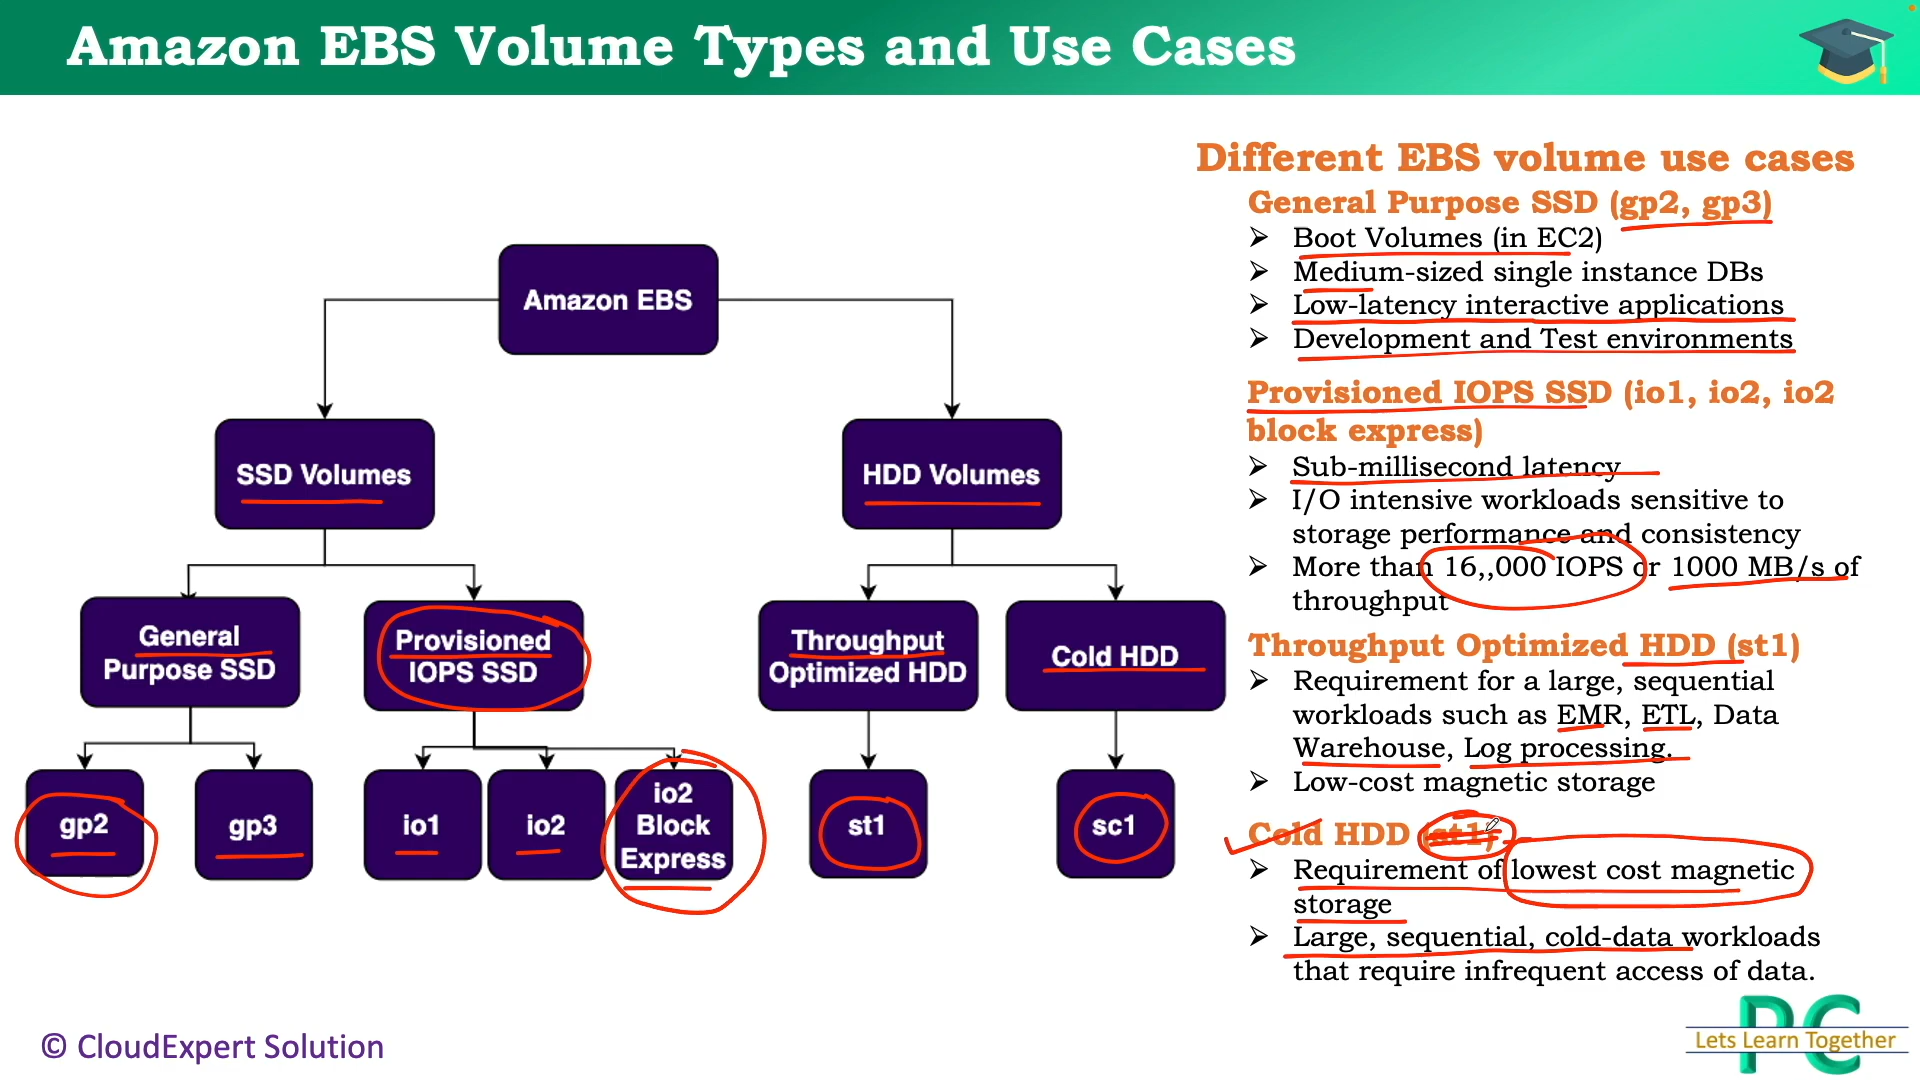 Amazon EBS Volume Types and Use Cases
Amazon EBS
SSD Volumes
HDD Volumes
General
Purpose SSD
Provisioned
IOPS SSD
Throughput
Optimized HDD
Cold HDD
gp2
gp3
io1
io2
io2
Block
Express
st1
sc1
Different EBS volume use cases
General Purpose SSD (gp2, gp3)
➢ Boot Volumes (in EC2)
➢ Medium-sized single instance DBs
➢ Low-latency interactive applications
➢ Development and Test environments
Provisioned IOPS SSD (io1, io2, io2
block express)
➢ Sub-millisecond latency
➢ I/O intensive workloads sensitive to
storage performance and consistency
➢ More than 16,,000 IOPS or 1000 MB/s of
throughput
Throughput Optimized HDD (st1)
➢ Requirement for a large, sequential
workloads such as EMR, ETL, Data
Warehouse, Log processing.
➢ Low-cost magnetic storage
Cold HDD (st1)
➢ Requirement of lowest cost magnetic
storage
➢ Large, sequential, cold-data workloads
that require infrequent access of data.
© CloudExpert Solution
PC
Lets Learn Together